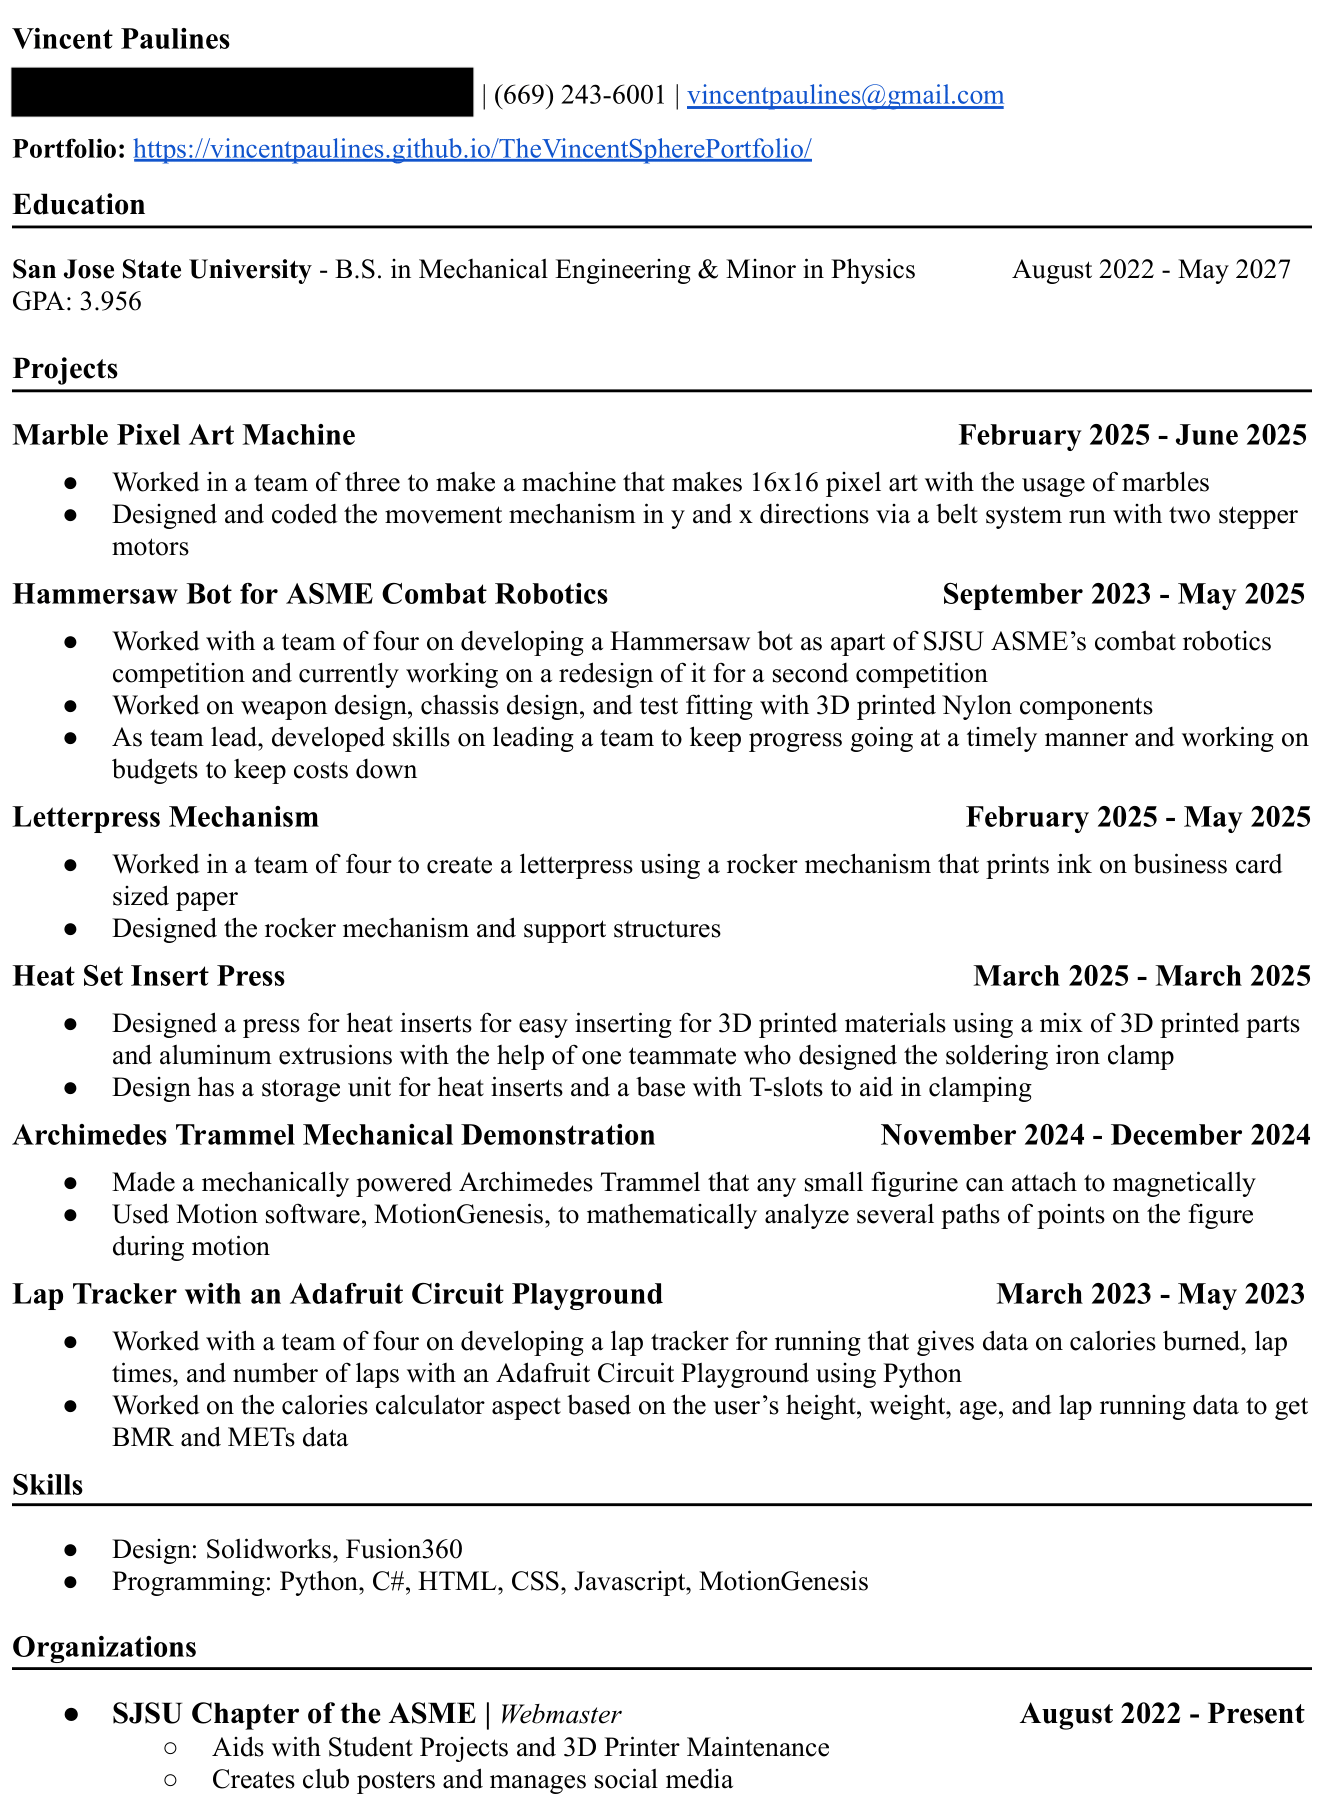 Vincent Paulines
| (669) 243-6001 | vincentpaulines@gmail.com
Portfolio: https://vincentpaulines.github.io/TheVincentSpherePortfolio/
Education
San Jose State University - B.S. in Mechanical Engineering & Minor in Physics August 2022 - May 2027
GPA: 3.956
Projects
Marble Pixel Art Machine February 2025 - June 2025
● Worked in a team of three to make a machine that makes 16x16 pixel art with the usage of marbles
● Designed and coded the movement mechanism in y and x directions via a belt system run with two stepper
motors
Hammersaw Bot for ASME Combat Robotics September 2023 - May 2025
● Worked with a team of four on developing a Hammersaw bot as apart of SJSU ASME’s combat robotics
competition and currently working on a redesign of it for a second competition
● Worked on weapon design, chassis design, and test fitting with 3D printed Nylon components
● As team lead, developed skills on leading a team to keep progress going at a timely manner and working on
budgets to keep costs down
Letterpress Mechanism February 2025 - May 2025
● Worked in a team of four to create a letterpress using a rocker mechanism that prints ink on business card
sized paper
● Designed the rocker mechanism and support structures
Heat Set Insert Press March 2025 - March 2025
● Designed a press for heat inserts for easy inserting for 3D printed materials using a mix of 3D printed parts
and aluminum extrusions with the help of one teammate who designed the soldering iron clamp
● Design has a storage unit for heat inserts and a base with T-slots to aid in clamping
Archimedes Trammel Mechanical Demonstration November 2024 - December 2024
● Made a mechanically powered Archimedes Trammel that any small figurine can attach to magnetically
● Used Motion software, MotionGenesis, to mathematically analyze several paths of points on the figure
during motion
Lap Tracker with an Adafruit Circuit Playground March 2023 - May 2023
● Worked with a team of four on developing a lap tracker for running that gives data on calories burned, lap
times, and number of laps with an Adafruit Circuit Playground using Python
● Worked on the calories calculator aspect based on the user’s height, weight, age, and lap running data to get
BMR and METs data
Skills
● Design: Solidworks, Fusion360
● Programming: Python, C#, HTML, CSS, Javascript, MotionGenesis
Organizations
● SJSU Chapter of the ASME | Webmaster August 2022 - Present
○ Aids with Student Projects and 3D Printer Maintenance
○ Creates club posters and manages social media